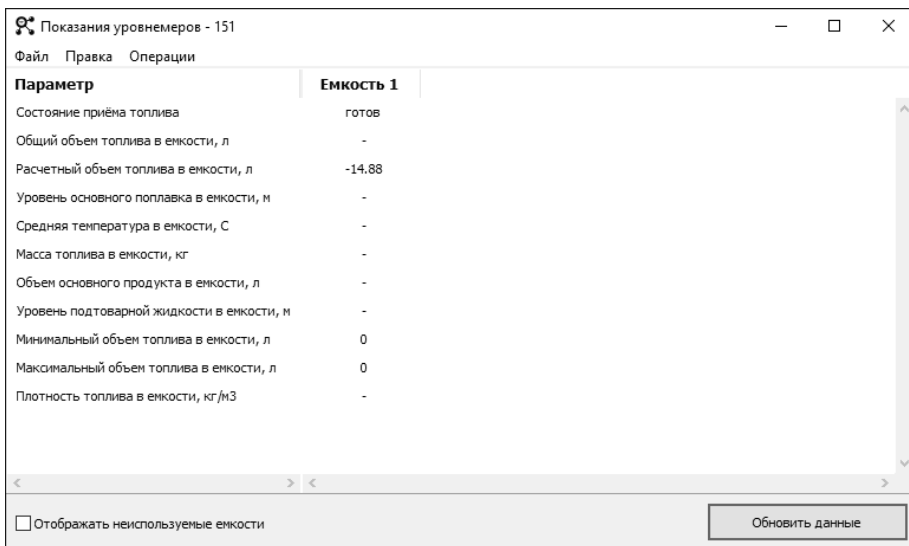 Показания уровнемеров - 151
Файл Правка Операции
Параметр Емкость 1
Состояние приёма топлива готов
Общий объем топлива в емкости, л -
Расчетный объем топлива в емкости, л -14.88
Уровень основного поплавка в емкости, м -
Средняя температура в емкости, С -
Масса топлива в емкости, кг -
Объем основного продукта в емкости, л -
Уровень подтоварной жидкости в емкости, м -
Минимальный объем топлива в емкости, л 0
Максимальный объем топлива в емкости, л 0
Плотность топлива в емкости, кг/м3 -
Отображать неиспользуемые емкости Обновить данные